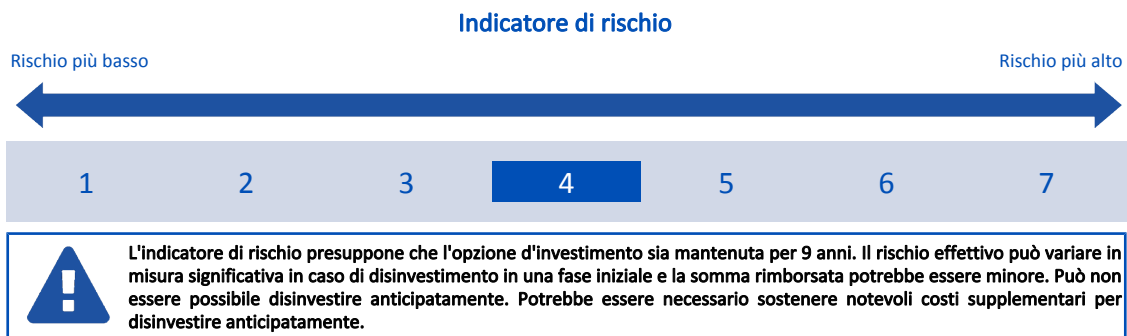 Indicatore di rischio
Rischio più basso Rischio più alto
1 2 3 4 5 6 7
L'indicatore di rischio presuppone che l'opzione d'investimento sia mantenuta per 9 anni. Il rischio effettivo può variare in
misura significativa in caso di disinvestimento in una fase iniziale e la somma rimborsata potrebbe essere minore. Può non
essere possibile disinvestire anticipatamente. Potrebbe essere necessario sostenere notevoli costi supplementari per
disinvestire anticipatamente.